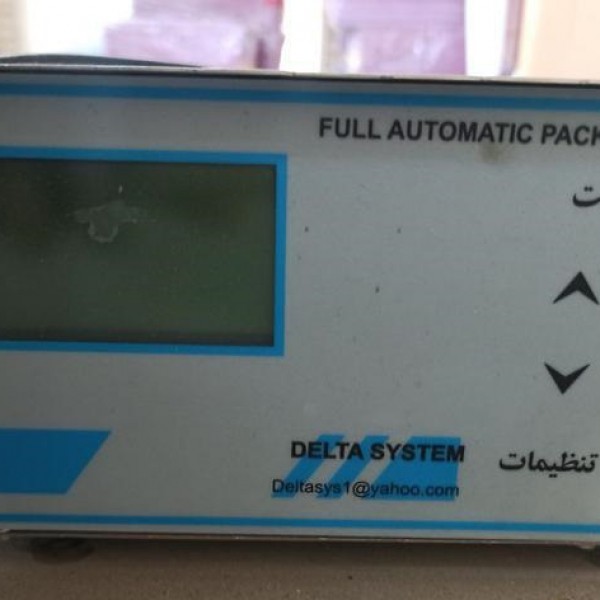 FULL AUTOMATIC PACK
ت
DELTA SYSTEM
تنظیمات
Deltasys1@yahoo.com